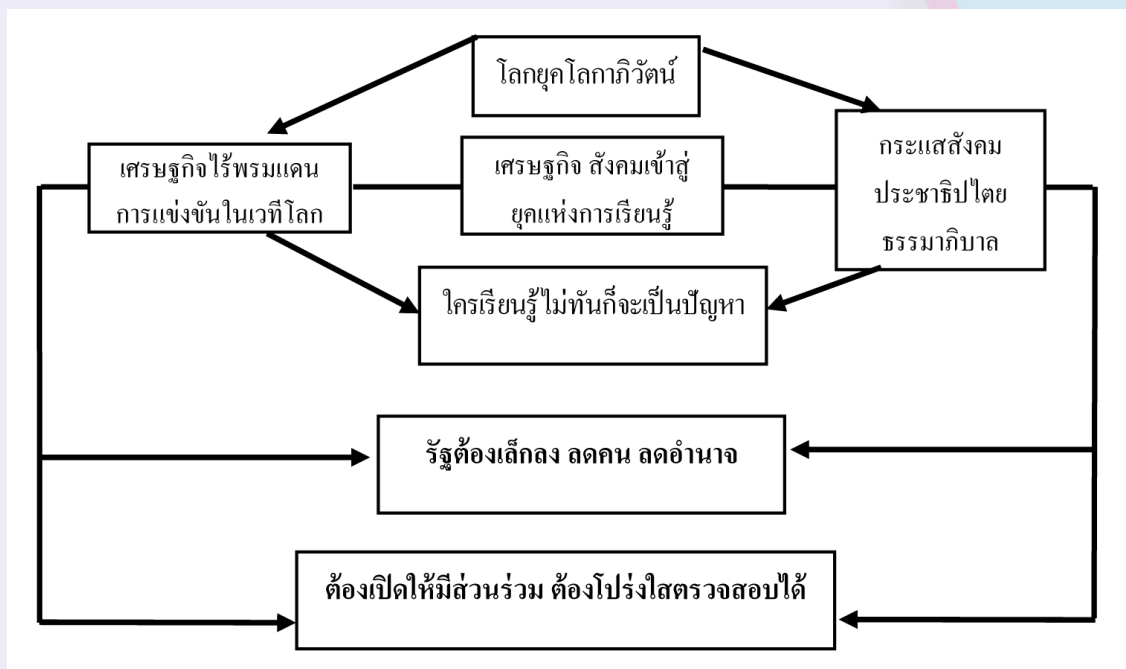 โลกยุคโลกาภิวัตน์
เศรษฐกิจไร้พรมแดน
การแข่งขันในเวทีโลก
เศรษฐกิจ สังคมเข้าสู่
ยุคแห่งการเรียนรู้
กระแสสังคม
ประชาธิปไตย
ธรรมาภิบาล
ใครเรียนรู้ไม่ทันก็จะเป็นปัญหา
รัฐต้องเล็กลง ลดคน ลดอำนาจ
ต้องเปิดให้มีส่วนร่วม ต้องโปร่งใสตรวจสอบได้